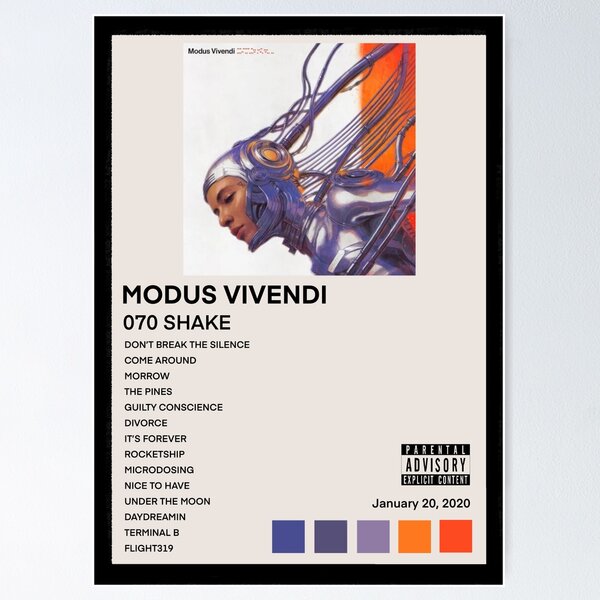 Modus Vivendi
MODUS VIVENDI
070 SHAKE
DON'T BREAK THE SILENCE
COME AROUND
MORROW
THE PINES
GUILTY CONSCIENCE
DIVORCE
IT'S FOREVER
ROCKETSHIP
MICRODOSING
NICE TO HAVE
UNDER THE MOON
DAYDREAMIN
TERMINAL B
FLIGHT319
PARENTAL
ADVISORY
EXPLICIT CONTENT
January 20, 2020